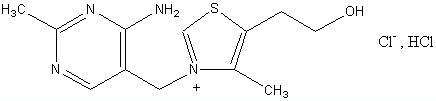 H₃C N NH₂ S OH
N N⁺ CH₃ Cl⁻ , HCl